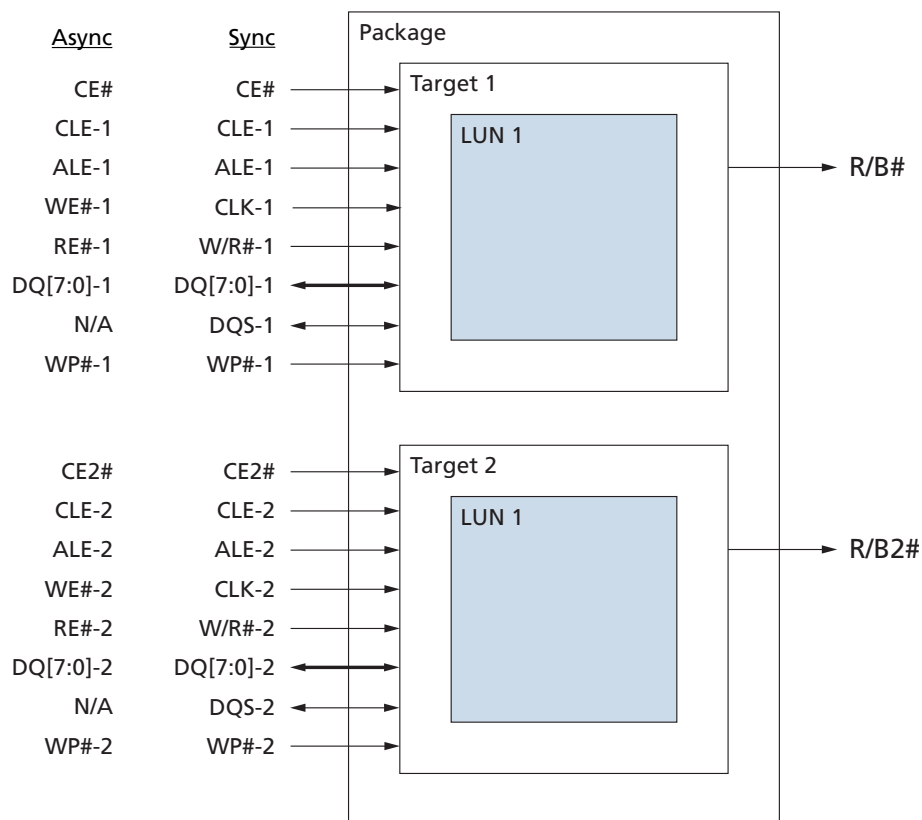 Package
Async Sync
Target 1
CE# CE#
CLE-1 CLE-1
LUN 1
ALE-1 ALE-1
R/B#
WE#-1 CLK-1
RE#-1 W/R#-1
DQ[7:0]-1 DQ[7:0]-1
N/A DQS-1
WP#-1 WP#-1
Target 2
CE2# CE2#
CLE-2 CLE-2
LUN 1
ALE-2 ALE-2
R/B2#
WE#-2 CLK-2
RE#-2 W/R#-2
DQ[7:0]-2 DQ[7:0]-2
N/A DQS-2
WP#-2 WP#-2